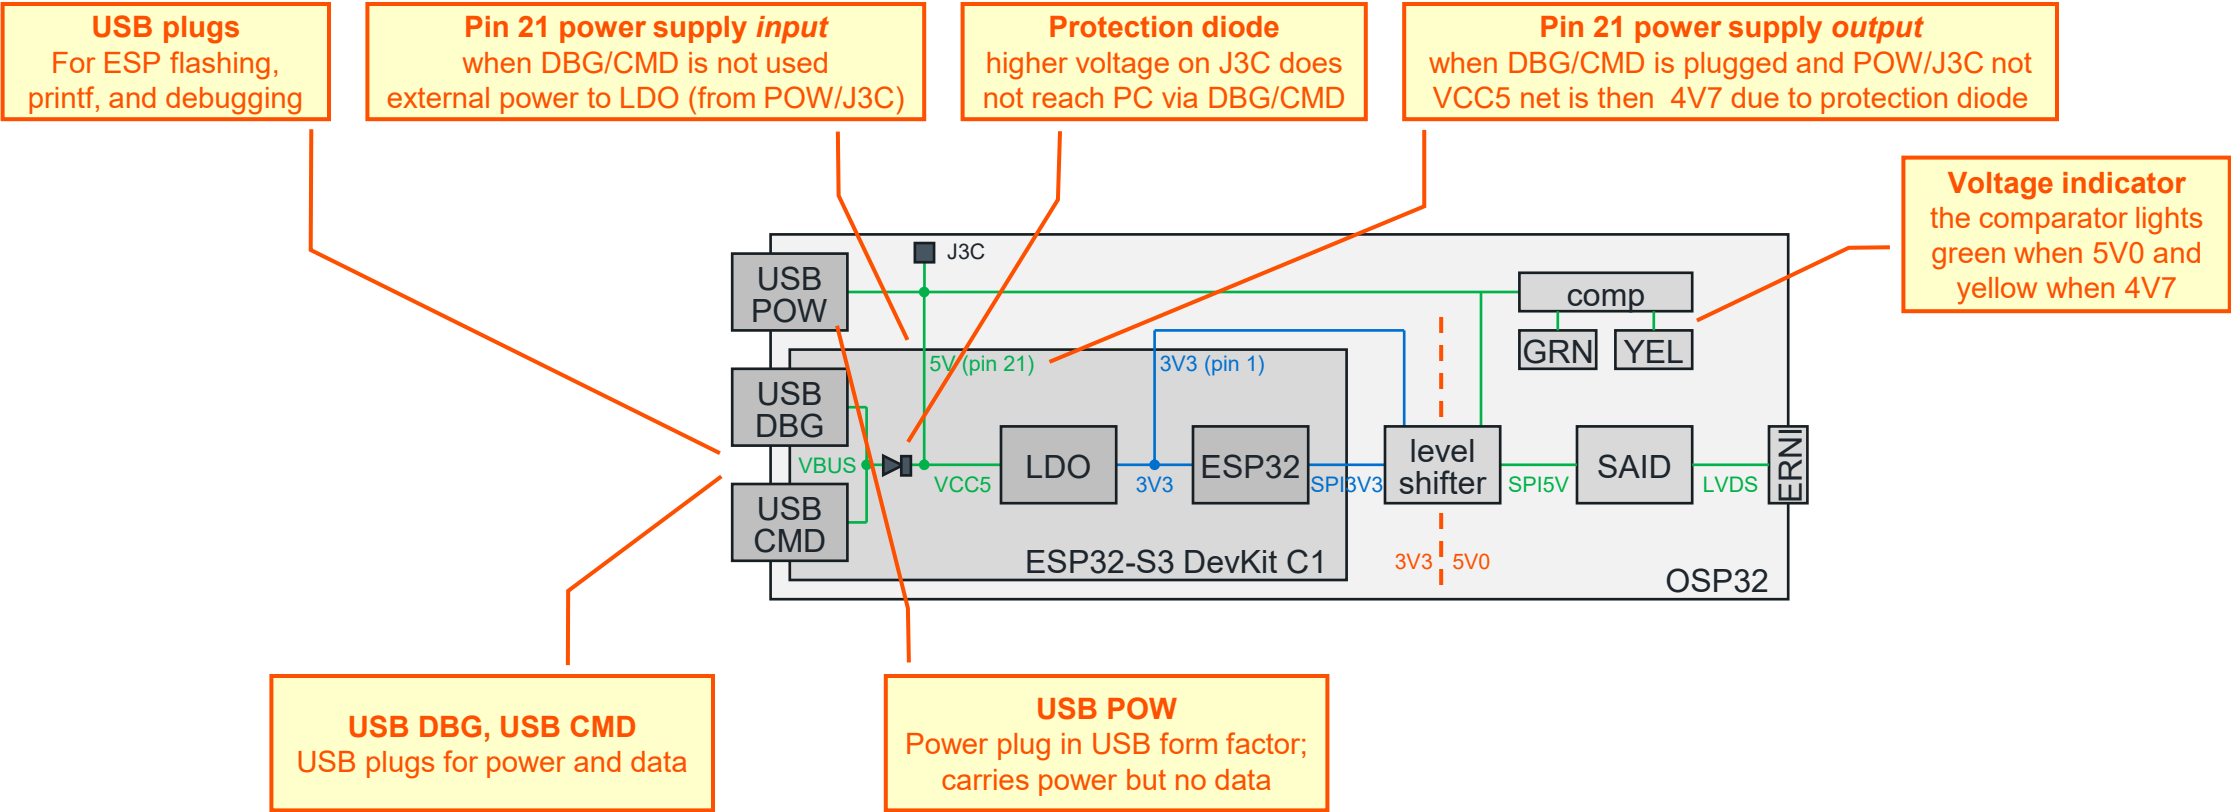 USB plugs
For ESP flashing,
printf, and debugging
Pin 21 power supply input
when DBG/CMD is not used
external power to LDO (from POW/J3C)
Protection diode
higher voltage on J3C does
not reach PC via DBG/CMD
Pin 21 power supply output
when DBG/CMD is plugged and POW/J3C not
VCC5 net is then 4V7 due to protection diode
Voltage indicator
the comparator lights
green when 5V0 and
yellow when 4V7
J3C
USB
POW
comp
GRN
YEL
5V (pin 21)
3V3 (pin 1)
USB
DBG
VBUS
VCC5
LDO
3V3
ESP32
SPI3V3
level
shifter
SPI5V
SAID
LVDS
ERNI
USB
CMD
ESP32-S3 DevKit C1
3V3
5V0
OSP32
USB DBG, USB CMD
USB plugs for power and data
USB POW
Power plug in USB form factor;
carries power but no data